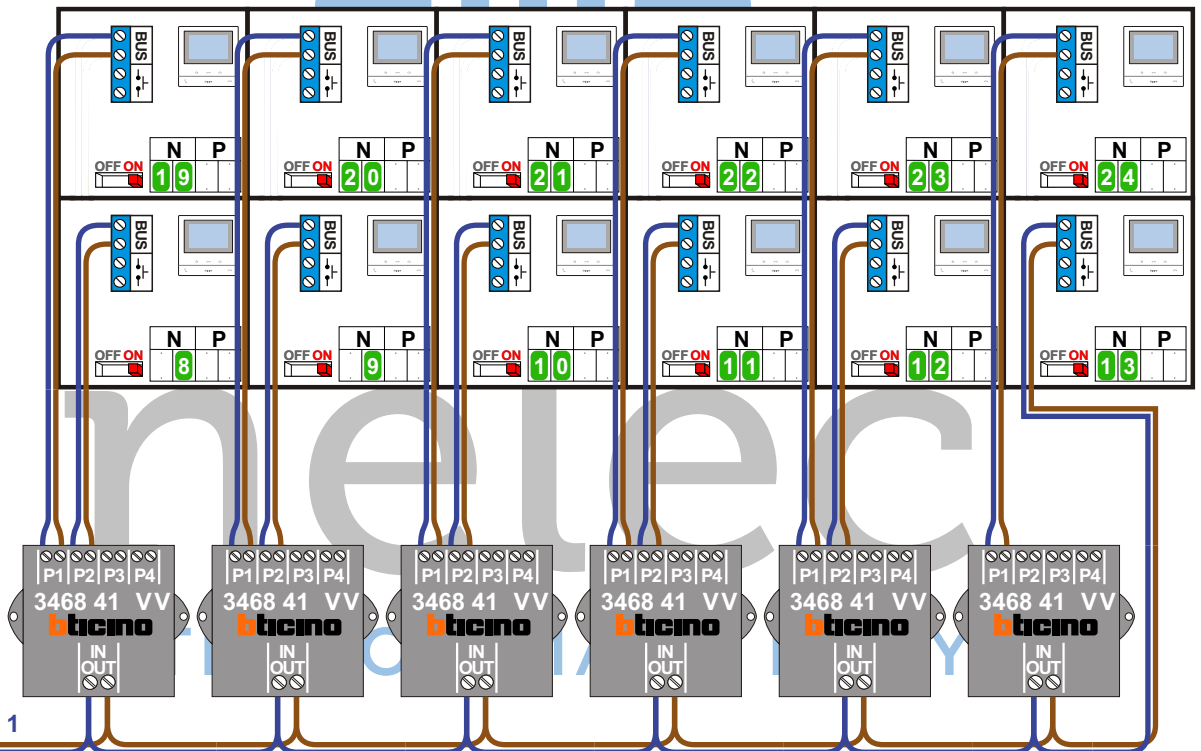 BUS BUS BUS BUS BUS BUS
N P N P N P N P N P N P
OFF ON 19 OFF ON 20 OFF ON 21 OFF ON 22 OFF ON 23 OFF ON 24
BUS BUS BUS BUS BUS BUS
N P N P N P N P N P N P
OFF ON 8 OFF ON 9 OFF ON 10 OFF ON 11 OFF ON 12 OFF ON 13
netec
P1 P2 P3 P4 P1 P2 P3 P4 P1 P2 P3 P4 P1 P2 P3 P4 P1 P2 P3 P4 P1 P2 P3 P4
3468 41 VV 3468 41 VV 3468 41 VV 3468 41 VV 3468 41 VV 3468 41 VV
bticino bticino bticino bticino bticino bticino
IN IN IN IN IN IN
OUT OUT OUT OUT OUT OUT
1